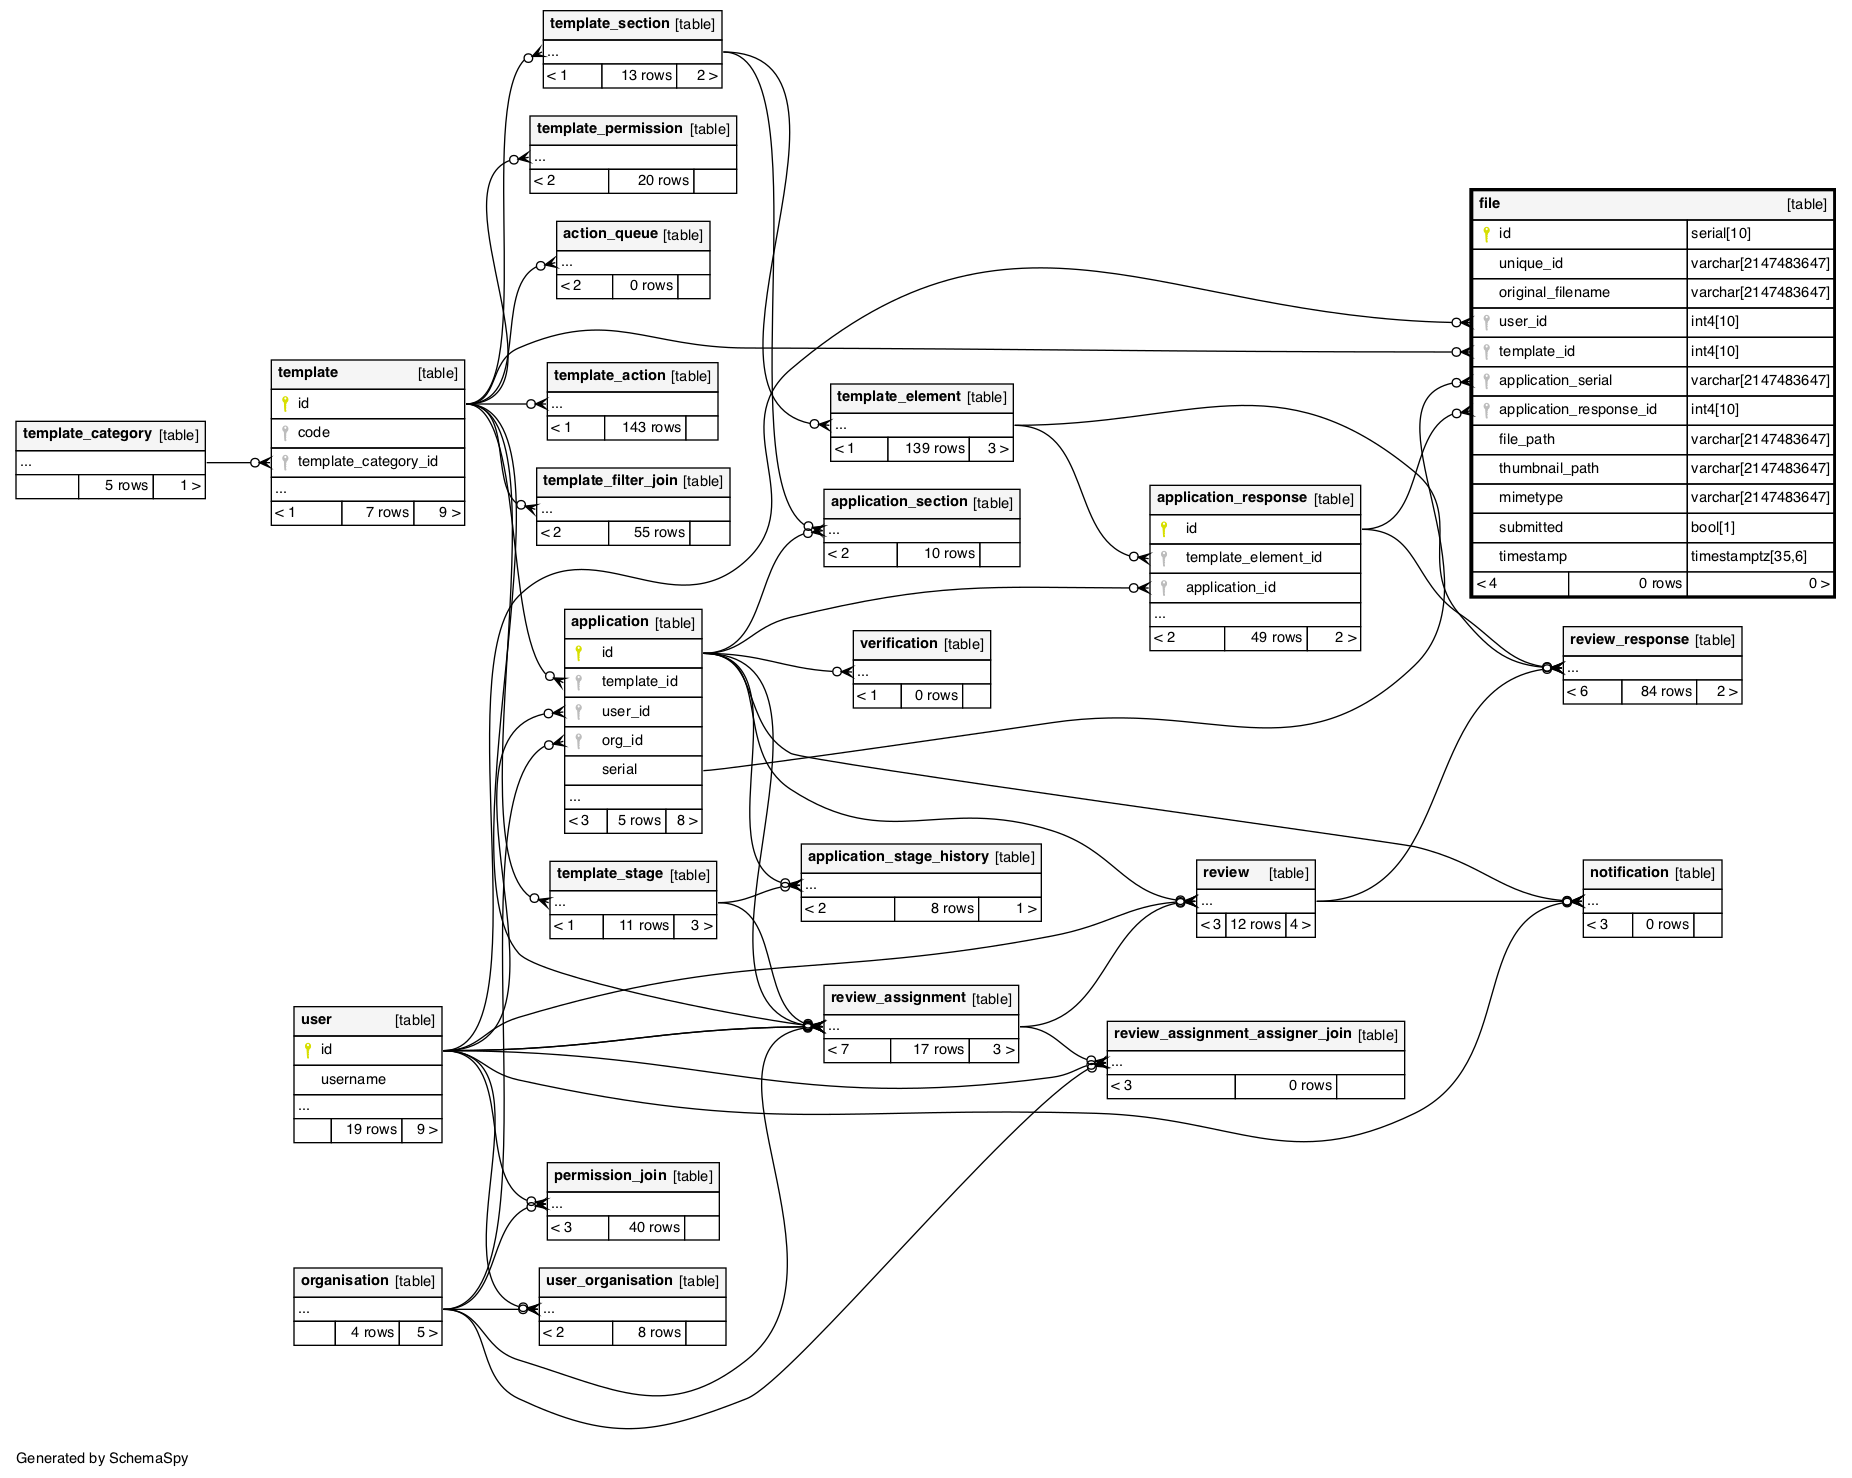 template_section [table]
...
< 1 13 rows 2 >
template_permission [table]
...
< 2 20 rows
action_queue [table]
...
< 2 0 rows
file [table]
id serial[10]
unique_id varchar[2147483647]
original_filename varchar[2147483647]
user_id int4[10]
template_id int4[10]
application_serial varchar[2147483647]
application_response_id int4[10]
file_path varchar[2147483647]
thumbnail_path varchar[2147483647]
mimetype varchar[2147483647]
submitted bool[1]
timestamp timestamptz[35,6]
< 4 0 rows 0 >
template [table]
id
code
template_category_id
...
< 1 7 rows 9 >
template_category [table]
...
5 rows 1 >
template_action [table]
...
< 1 143 rows
template_element [table]
...
< 1 139 rows 3 >
template_filter_join [table]
...
< 2 55 rows
application_section [table]
...
< 2 10 rows
application_response [table]
id
template_element_id
application_id
...
< 2 49 rows 2 >
application [table]
id
template_id
user_id
org_id
serial
...
< 3 5 rows 8 >
verification [table]
...
< 1 0 rows
review_response [table]
...
< 6 84 rows 2 >
template_stage [table]
...
< 1 11 rows 3 >
application_stage_history [table]
...
< 2 8 rows 1 >
review [table]
...
< 3 12 rows 4 >
notification [table]
...
< 3 0 rows
user [table]
id
username
...
19 rows 9 >
review_assignment [table]
...
< 7 17 rows 3 >
review_assignment_assigner_join [table]
...
< 3 0 rows
permission_join [table]
...
< 3 40 rows
organisation [table]
...
4 rows 5 >
user_organisation [table]
...
< 2 8 rows
Generated by SchemaSpy